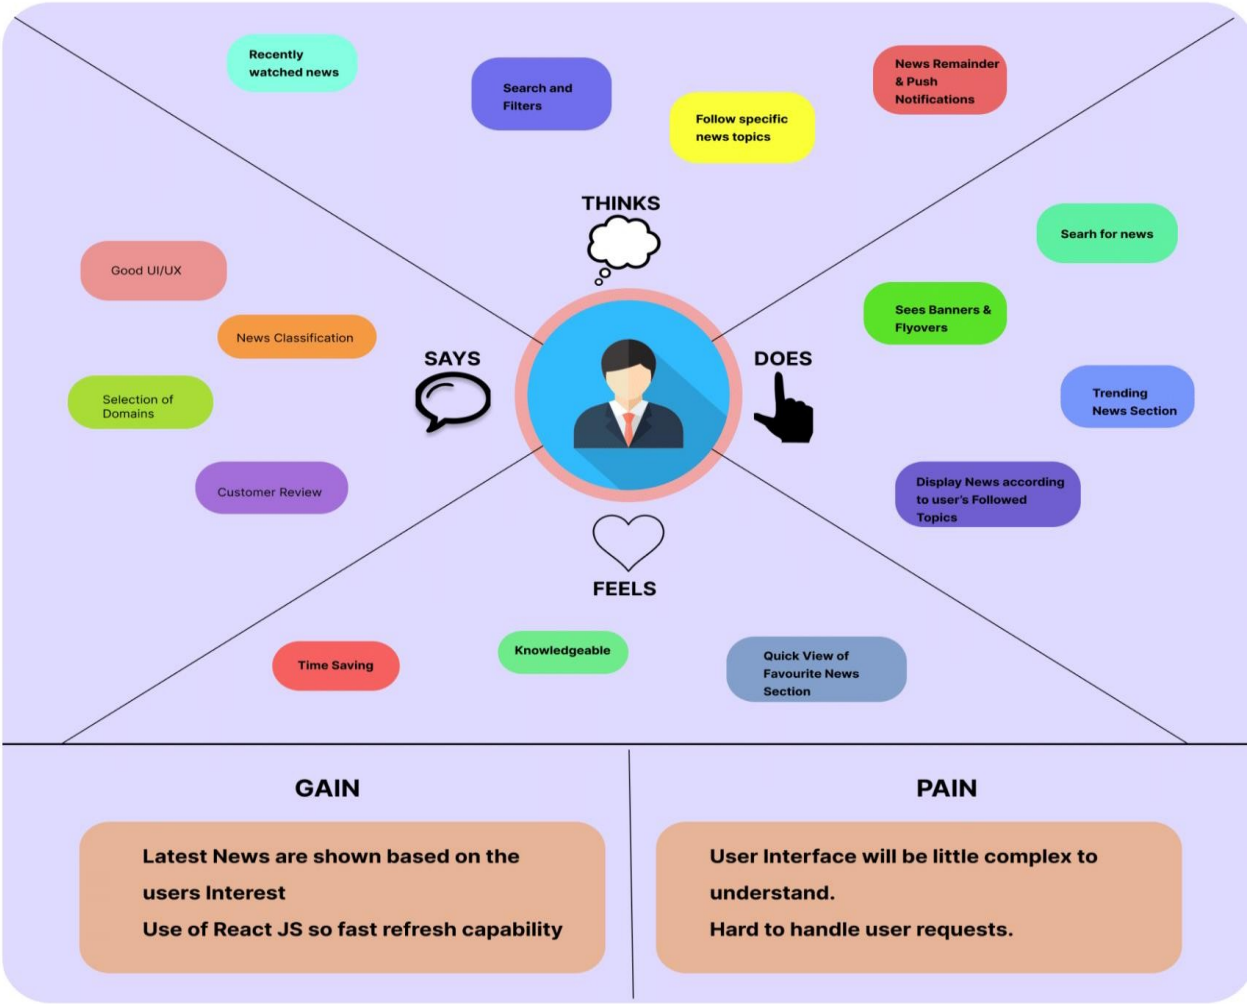 Recently
watched news
Search and
Filters
Follow specific
news topics
News Remainder
& Push
Notifications
THINKS
Good UI/UX
News Classification
Selection of
Domains
Customer Review
SAYS
DOES
Searh for news
Sees Banners &
Flyovers
Trending
News Section
Display News according
to user's Followed
Topics
FEELS
Time Saving
Knowledgeable
Quick View of
Favourite News
Section
GAIN
Latest News are shown based on the
users Interest
Use of React JS so fast refresh capability
PAIN
User Interface will be little complex to
understand.
Hard to handle user requests.